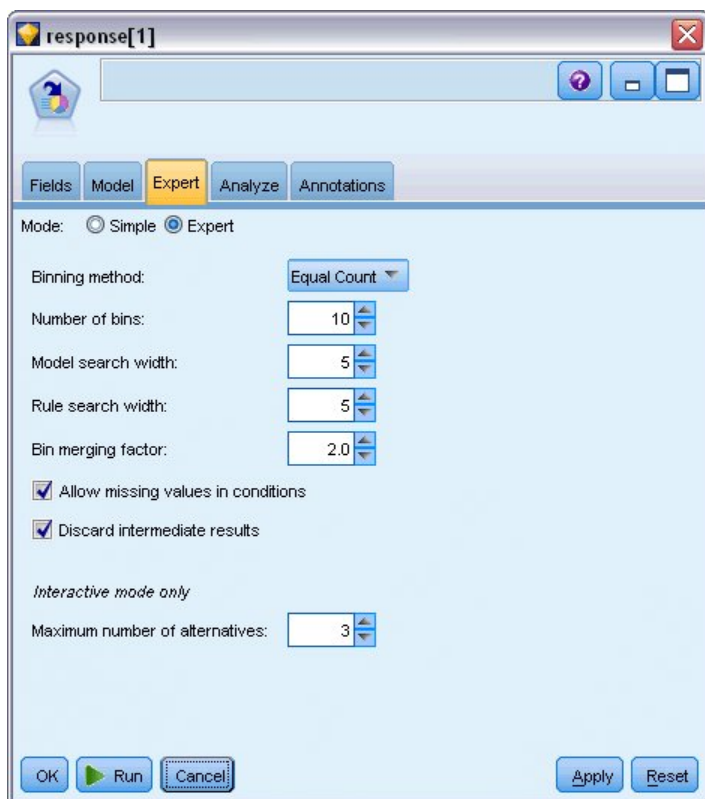 response[1]
Fields Model Expert Analyze Annotations
Mode: Simple Expert
Binning method: Equal Count
Number of bins: 10
Model search width: 5
Rule search width: 5
Bin merging factor: 2.0
Allow missing values in conditions
Discard intermediate results
Interactive mode only
Maximum number of alternatives: 3
OK Run Cancel Apply Reset